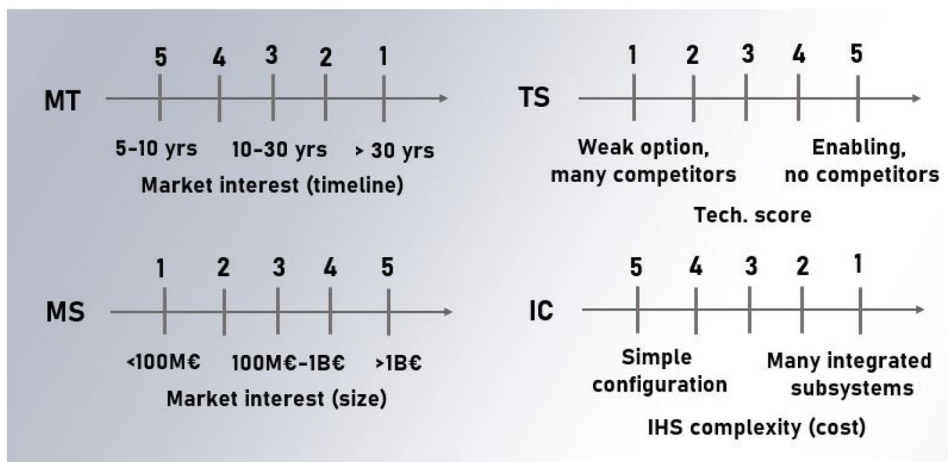 5 4 3 2 1
MT
5-10 yrs 10-30 yrs > 30 yrs
Market interest (timeline)
1 2 3 4 5
TS
Weak option,
many competitors
Enabling,
no competitors
Tech. score
1 2 3 4 5
MS
<100M€ 100M€-1B€ >1B€
Market interest (size)
5 4 3 2 1
IC
Simple
configuration
Many integrated
subsystems
IHS complexity (cost)